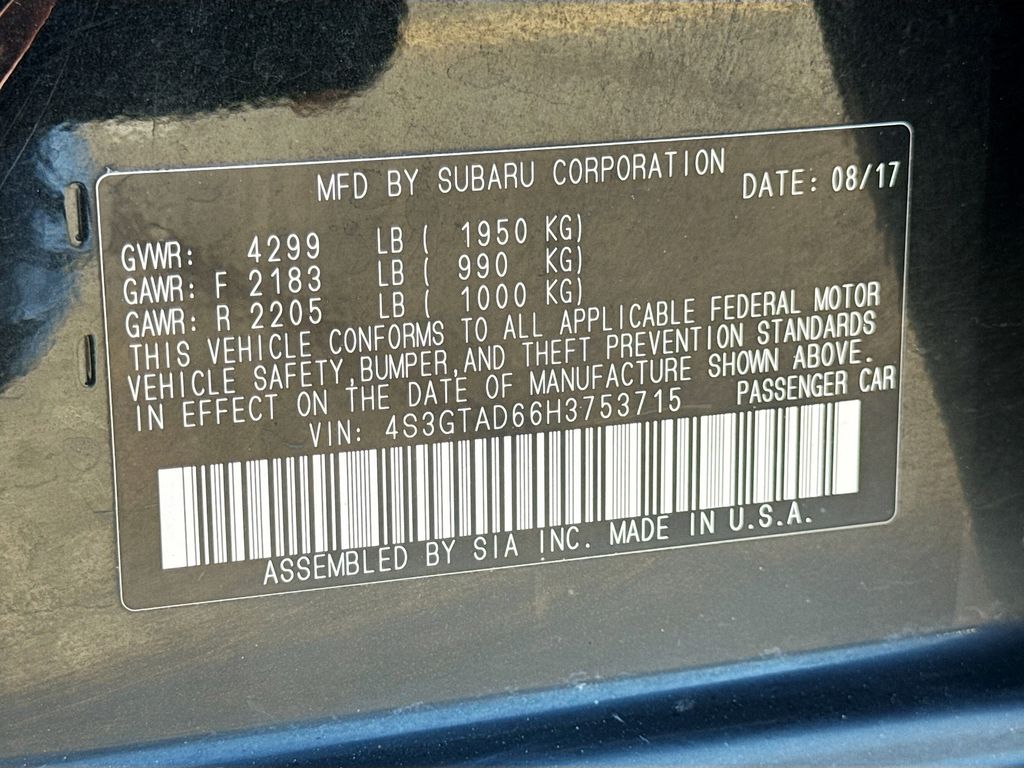 MFD BY SUBARU CORPORATION DATE: 08/17
GVWR: 4299 LB ( 1950 KG)
GAWR: F 2183 LB ( 990 KG)
GAWR: R 2205 LB ( 1000 KG)
THIS VEHICLE CONFORMS TO ALL APPLICABLE FEDERAL MOTOR
VEHICLE SAFETY,BUMPER,AND THEFT PREVENTION STANDARDS
IN EFFECT ON THE DATE OF MANUFACTURE SHOWN ABOVE.
VIN: 4S3GTAD66H3753715 PASSENGER CAR
ASSEMBLED BY SIA INC. MADE IN U.S.A.